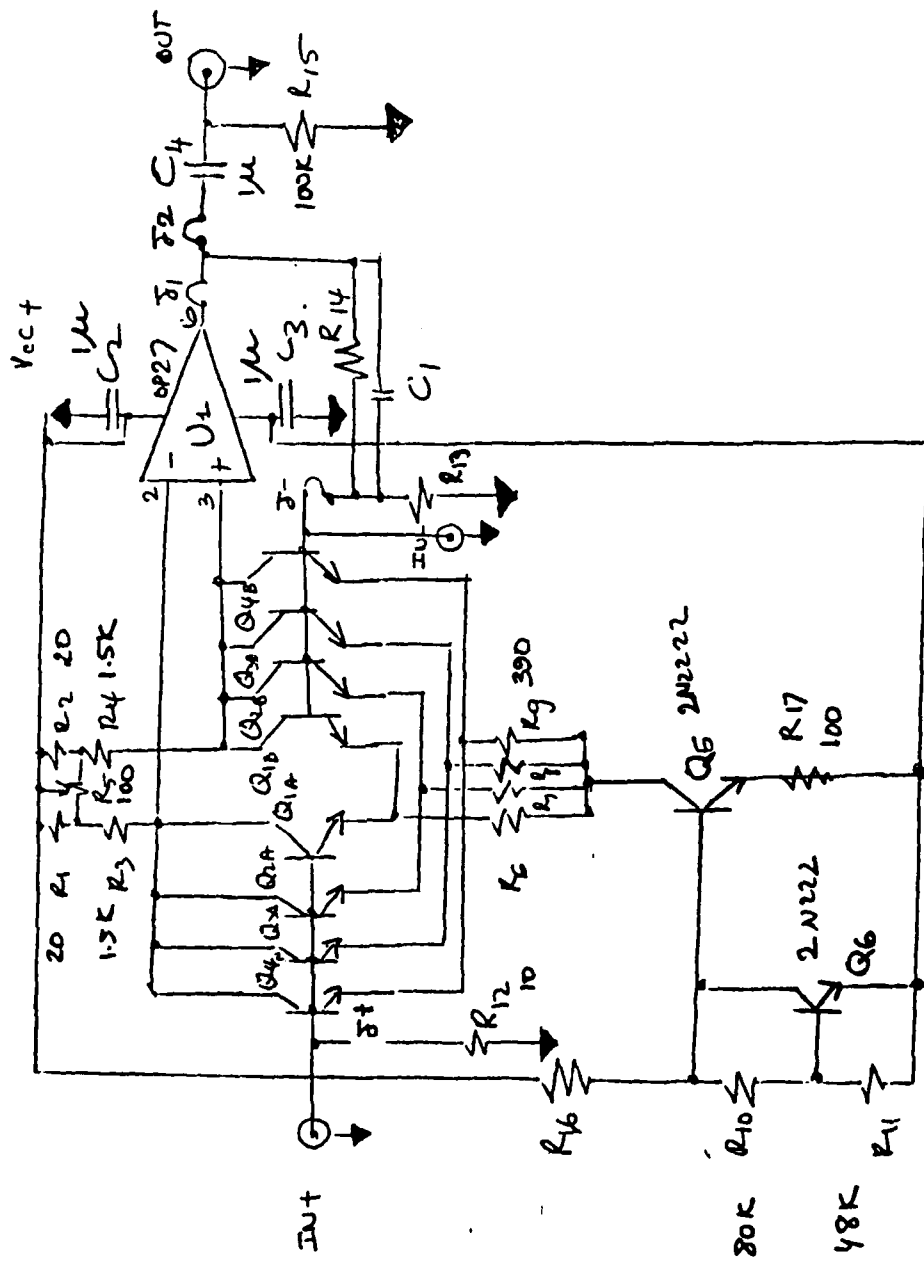 Vcc +
1μ
C2
OP27
U1
2
3
6
-
+
J1
J2
C4
1μ
OUT
100K
R15
1μ
C3
R14
C1
R13
J-
IN-
20
R1
R2
20
1.5K
R3
R5
100
R4
1.5K
Q4A
Q3A
Q2A
Q1A
Q1B
Q2B
Q3B
Q4B
IN+
J+
R12
10
R6
R7
R8
R9
390
R16
Q5
2N2222
R17
100
80K
R10
2N222
Q6
48K
R11